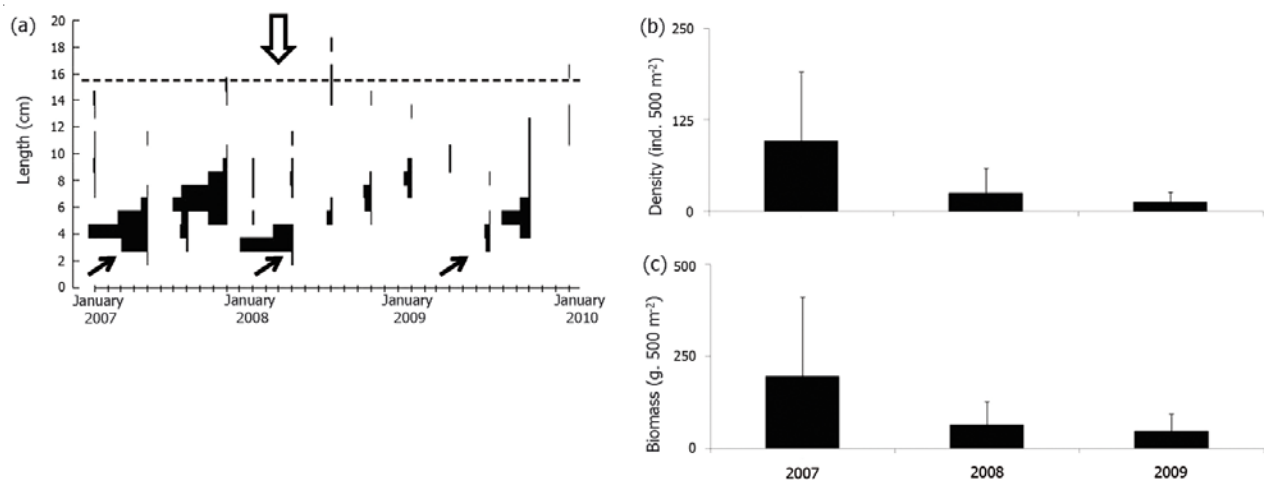 (a)
Length (cm)
20
18
16
14
12
10
8
6
4
2
0
January 2007
January 2008
January 2009
January 2010
(b)
Density (ind. 500 m⁻²)
250
125
0
(c)
Biomass (g. 500 m⁻²)
500
250
0
2007 2008 2009